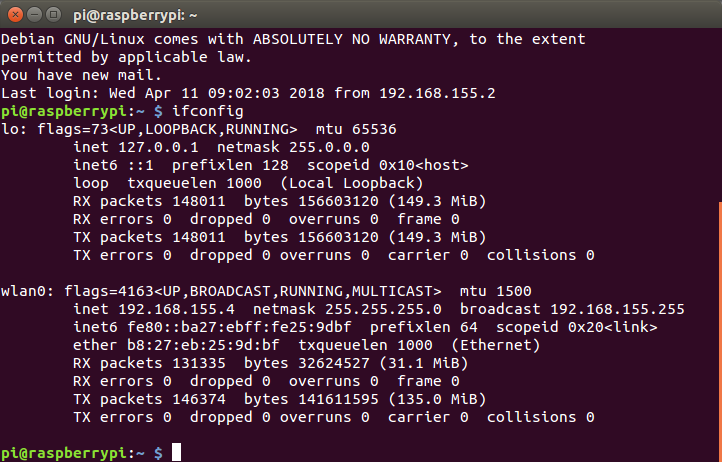 pi@raspberrypi: ~
Debian GNU/Linux comes with ABSOLUTELY NO WARRANTY, to the extent
permitted by applicable law.
You have new mail.
Last login: Wed Apr 11 09:02:03 2018 from 192.168.155.2
pi@raspberrypi:~ $ ifconfig
lo: flags=73<UP,LOOPBACK,RUNNING>  mtu 65536
        inet 127.0.0.1  netmask 255.0.0.0
        inet6 ::1  prefixlen 128  scopeid 0x10<host>
        loop  txqueuelen 1000  (Local Loopback)
        RX packets 148011  bytes 156603120 (149.3 MiB)
        RX errors 0  dropped 0  overruns 0  frame 0
        TX packets 148011  bytes 156603120 (149.3 MiB)
        TX errors 0  dropped 0 overruns 0  carrier 0  collisions 0

wlan0: flags=4163<UP,BROADCAST,RUNNING,MULTICAST>  mtu 1500
        inet 192.168.155.4  netmask 255.255.255.0  broadcast 192.168.155.255
        inet6 fe80::ba27:ebff:fe25:9dbf  prefixlen 64  scopeid 0x20<link>
        ether b8:27:eb:25:9d:bf  txqueuelen 1000  (Ethernet)
        RX packets 131335  bytes 32624527 (31.1 MiB)
        RX errors 0  dropped 0  overruns 0  frame 0
        TX packets 146374  bytes 141611595 (135.0 MiB)
        TX errors 0  dropped 0 overruns 0  carrier 0  collisions 0

pi@raspberrypi:~ $